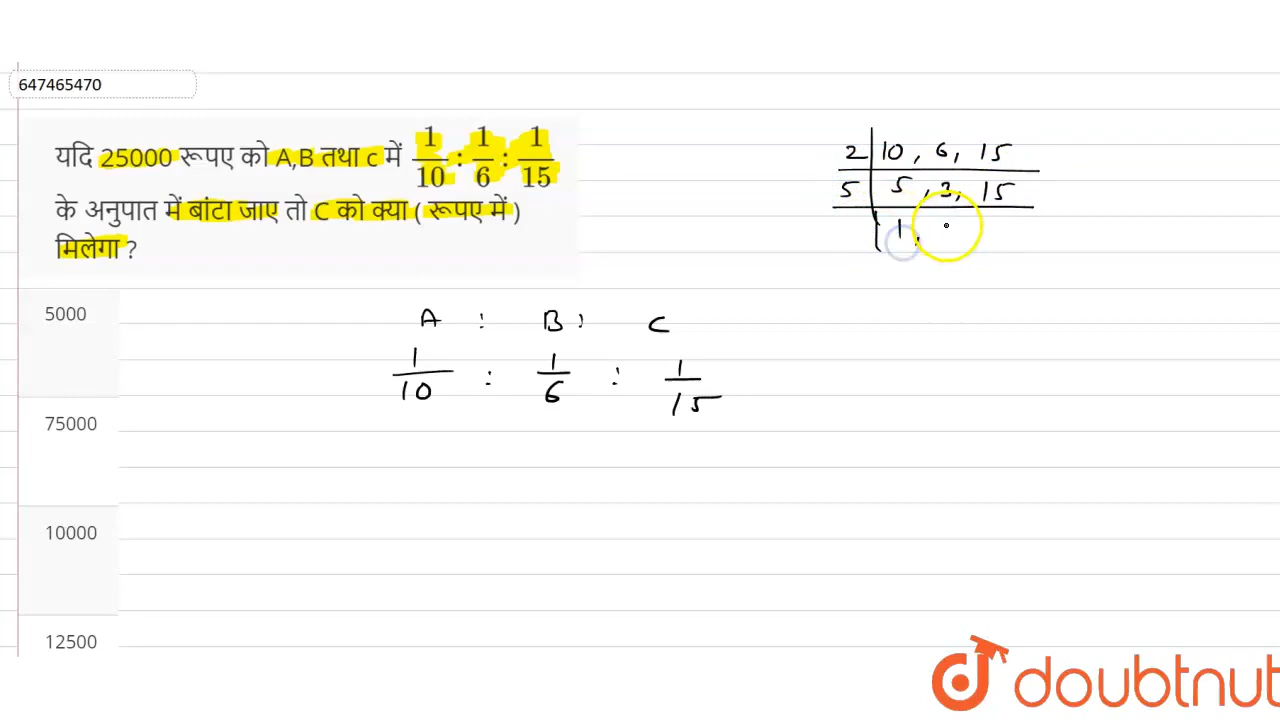 647465470
यदि 25000 रूपए को A,B तथा c में 1/10 : 1/6 : 1/15
के अनुपात में बांटा जाए तो C को क्या ( रूपए में )
मिलेगा ?
2 | 10 , 6 , 15
5 | 5 , 3 , 15
1 ,
A : B : C
1/10 : 1/6 : 1/15
5000
75000
10000
12500
doubtnut